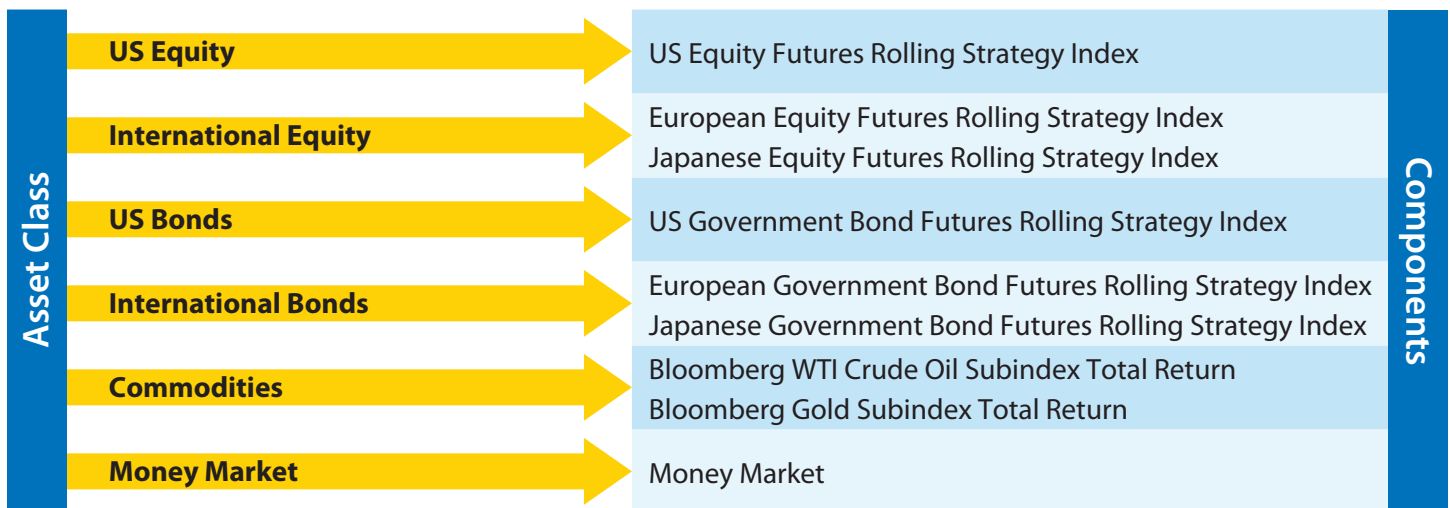 Asset Class
US Equity
US Equity Futures Rolling Strategy Index
International Equity
European Equity Futures Rolling Strategy Index
Japanese Equity Futures Rolling Strategy Index
US Bonds
US Government Bond Futures Rolling Strategy Index
International Bonds
European Government Bond Futures Rolling Strategy Index
Japanese Government Bond Futures Rolling Strategy Index
Commodities
Bloomberg WTI Crude Oil Subindex Total Return
Bloomberg Gold Subindex Total Return
Money Market
Money Market
Components